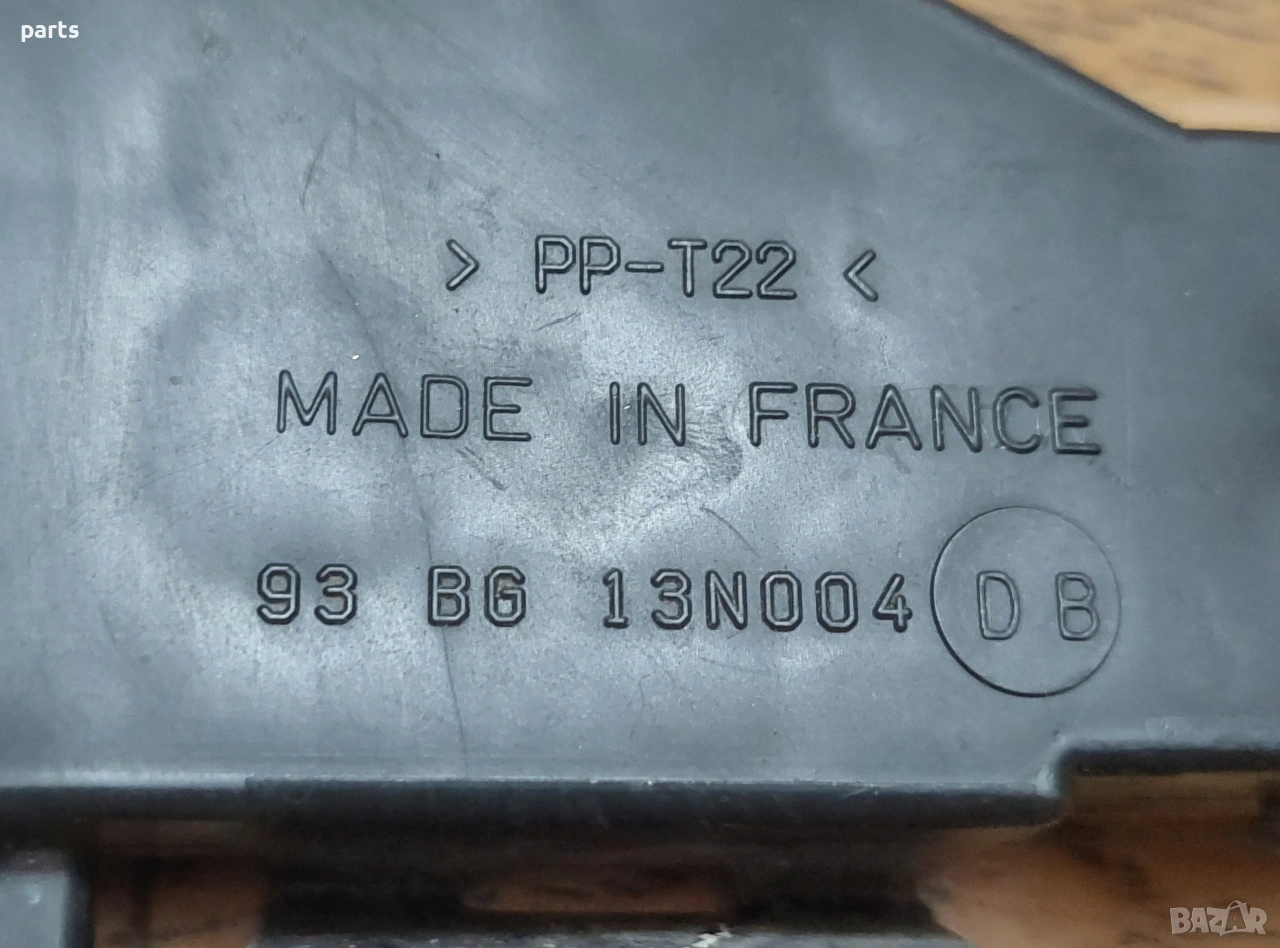 parts
> PP-T22 <
MADE IN FRANCE
93 BG 13N004 DB
BAZAR